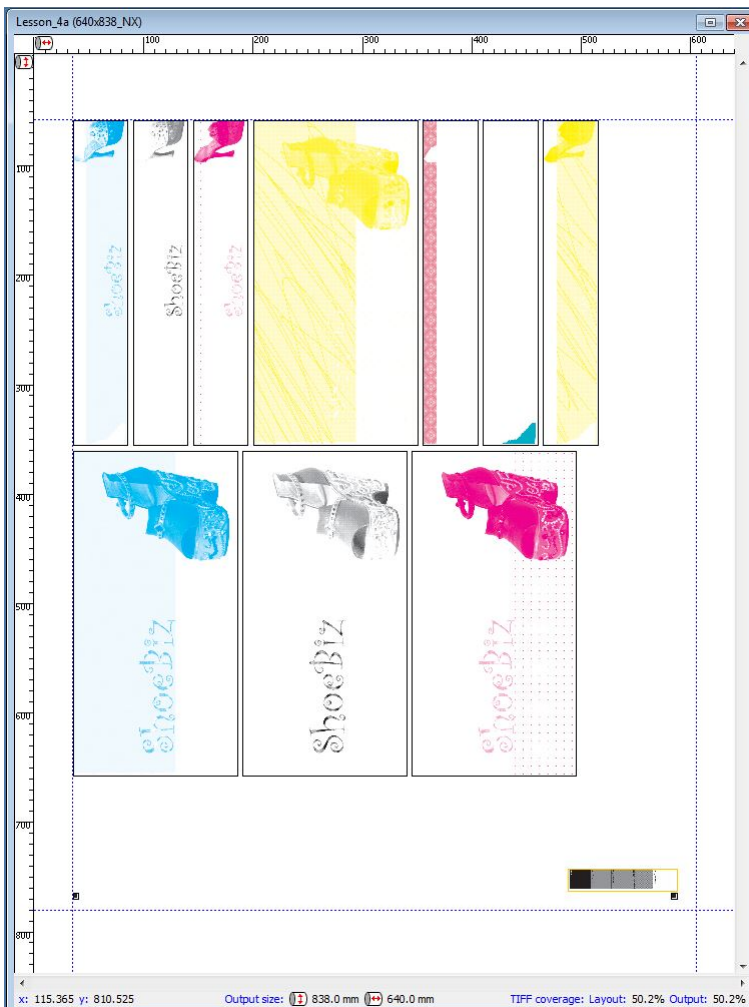 Lesson_4a (640x838_NX)
100 200 300 400 500 600
100
200
300
400
500
600
700
800
ShoeBiz ShoeBiz ShoeBiz
ShoeBiz ShoeBiz ShoeBiz
x: 115.365 y: 810.525 Output size: 838.0 mm 640.0 mm TIFF coverage: Layout: 50.2% Output: 50.2%